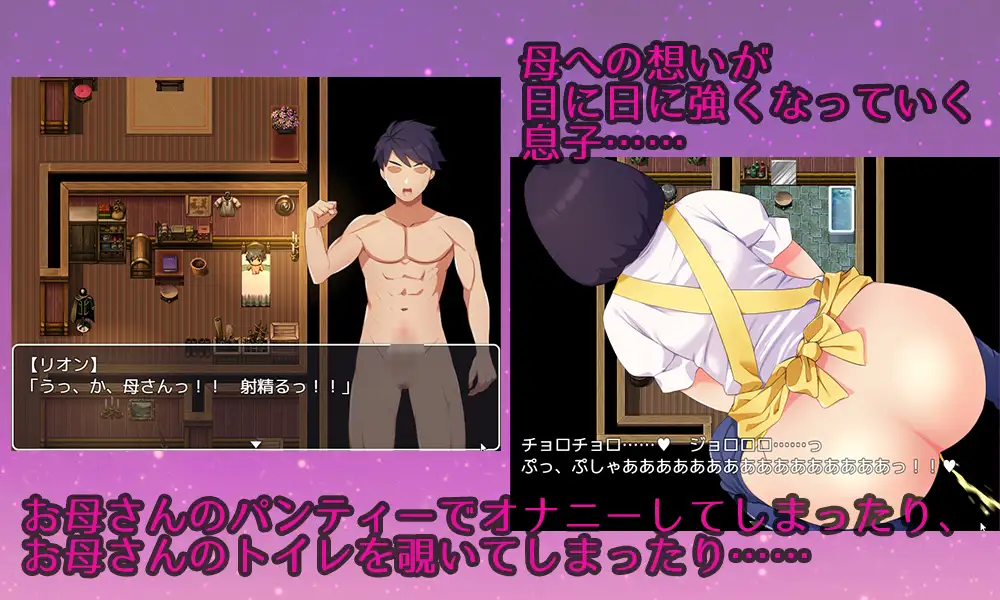 母への想いが
日に日に強くなっていく
息子……
【リオン】
「うっ、か、母さんっ！！　射精るっ！！」
チョロチョロ……♥　ジョロロロ……っ
ぷっ、ぷしゃああああああああああああああああああっ！！♥
お母さんのパンティーでオナニーしてしまったり、
お母さんのトイレを覗いてしまったり……